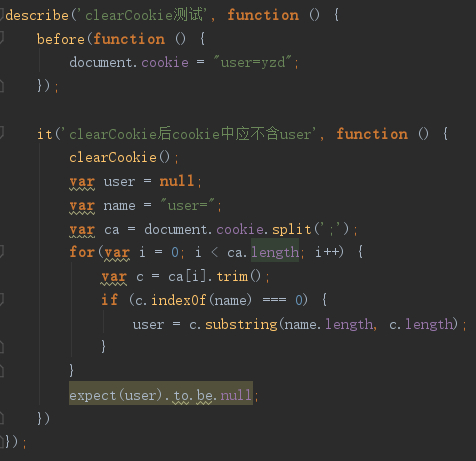 describe('clearCookie测试', function () {
before(function () {
document.cookie = "user=yzd";
});
it('clearCookie后cookie中应不含user', function () {
clearCookie();
var user = null;
var name = "user=";
var ca = document.cookie.split(';');
for(var i = 0; i < ca.length; i++) {
var c = ca[i].trim();
if (c.indexOf(name) === 0) {
user = c.substring(name.length, c.length);
}
}
expect(user).to.be.null;
})
});